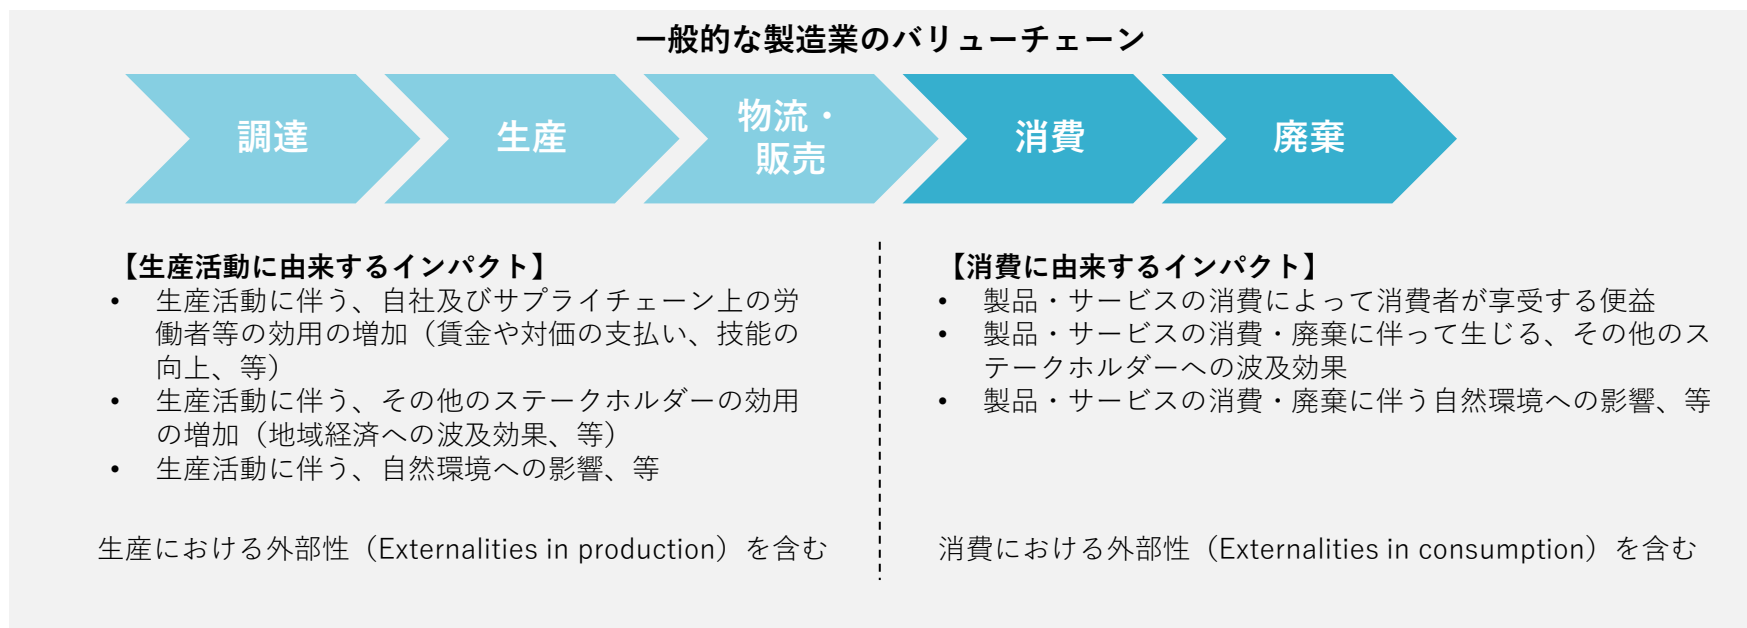 一般的な製造業のバリューチェーン
調達
生産
物流・
販売
消費
廃棄
【生産活動に由来するインパクト】
• 生産活動に伴う、自社及びサプライチェーン上の労
働者等の効用の増加（賃金や対価の支払い、技能の
向上、等）
• 生産活動に伴う、その他のステークホルダーの効用
の増加（地域経済への波及効果、等）
• 生産活動に伴う、自然環境への影響、等
生産における外部性（Externalities in production）を含む
【消費に由来するインパクト】
• 製品・サービスの消費によって消費者が享受する便益
• 製品・サービスの消費・廃棄に伴って生じる、その他のス
テークホルダーへの波及効果
• 製品・サービスの消費・廃棄に伴う自然環境への影響、等
消費における外部性（Externalities in consumption）を含む